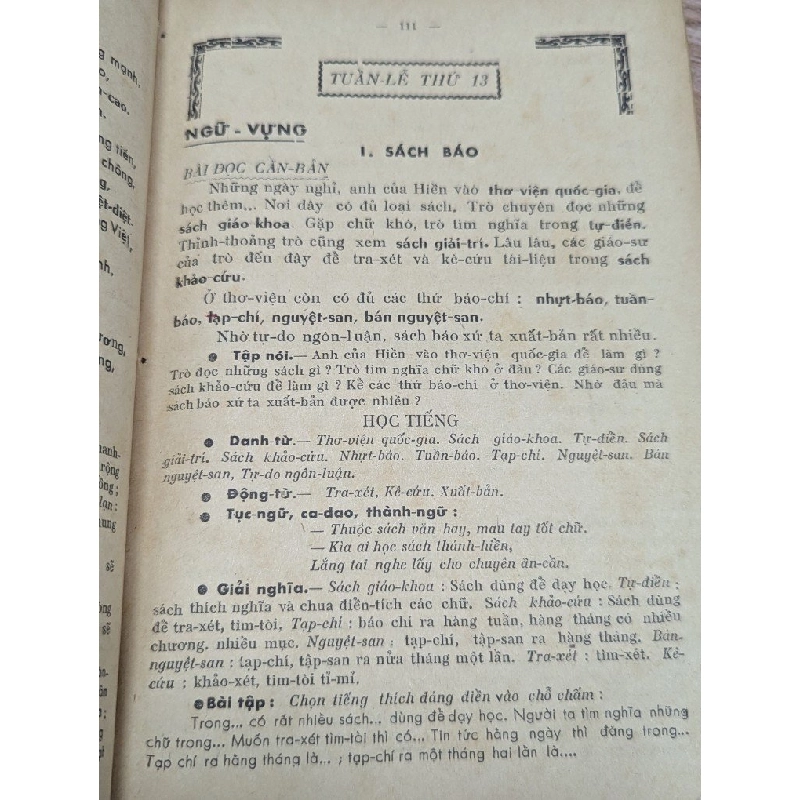 — 111 —
g mạnh,
o,
-cao.
n.
TUẦN-LỄ THỨ 13
NGỮ - VỰNG
1. SÁCH BÁO
BÀI ĐỌC CĂN-BẢN
Những ngày nghỉ, anh của Hiền vào thơ viện quốc-gia, để
học thêm... Nơi đây có đủ loại sách. Trò chuyên đọc những
sách giáo-khoa. Gặp chữ khó, trò tìm nghĩa trong tự-điển.
Thỉnh-thoảng trò cũng xem sách giải-trí. Lâu lâu, các giáo-sư
của trò đến đây để tra-xét và kê-cứu tài-liệu trong sách
khảo-cứu.
Ở thơ-viện còn có đủ các thứ báo-chí : nhựt-báo, tuần-
báo, tạp-chí, nguyệt-san, bán nguyệt-san.
Nhờ tự-do ngôn-luận, sách báo xứ ta xuất-bản rất nhiều.
● Tập nói.— Anh của Hiền vào thơ-viện quốc-gia để làm gì ?
Trò đọc những sách gì ? Trò tìm nghĩa chữ khó ở đâu ? Các giáo-sư dùng
sách khảo-cứu để làm gì ? Kể các thứ báo-chí ở thơ-viện. Nhờ đâu mà
sách báo xứ ta xuất-bản được nhiều ?
HỌC TIẾNG
● Danh từ.— Thơ-viện quốc-gia. Sách giáo-khoa. Tự-điển. Sách
giải-trí. Sách khảo-cứu. Nhựt-báo. Tuần-báo. Tạp-chí. Nguyệt-san. Bán
nguyệt-san, Tự-do ngôn-luận.
● Động-từ.— Tra-xét, Kê-cứu. Xuất-bản.
● Tục-ngữ, ca-dao, thành-ngữ :
— Thuộc sách văn hay, mau tay tốt chữ.
— Kìa ai học sách thánh-hiền,
Lắng tai nghe lấy cho chuyên ân-cần.
● Giải nghĩa.— Sách giáo-khoa : Sách dùng để dạy học. Tự-điển :
sách thích nghĩa và chua điển-tích các chữ. Sách khảo-cứu : Sách dùng
để tra-xét, tìm-tòi, Tạp-chí : báo chí ra hàng tuần, hàng tháng có nhiều
chương, nhiều mục. Nguyệt-san : tạp-chí, tập-san ra hàng tháng. Bán-
nguyệt-san : tạp-chí, tập-san ra nửa tháng một lần. Tra-xét : tìm-xét. Kê-
cứu : khảo-xét, tìm-tòi tỉ-mỉ.
● Bài tập : Chọn tiếng thích đáng điền vào chỗ chấm :
Trong... có rất nhiều sách... dùng để dạy học. Người ta tìm nghĩa những
chữ trong... Muốn tra-xét tìm-tòi thì có... Tin tức hằng ngày thì đăng trong...
Tạp chí ra hằng tháng là... ; tạp-chí ra một tháng hai lần là....